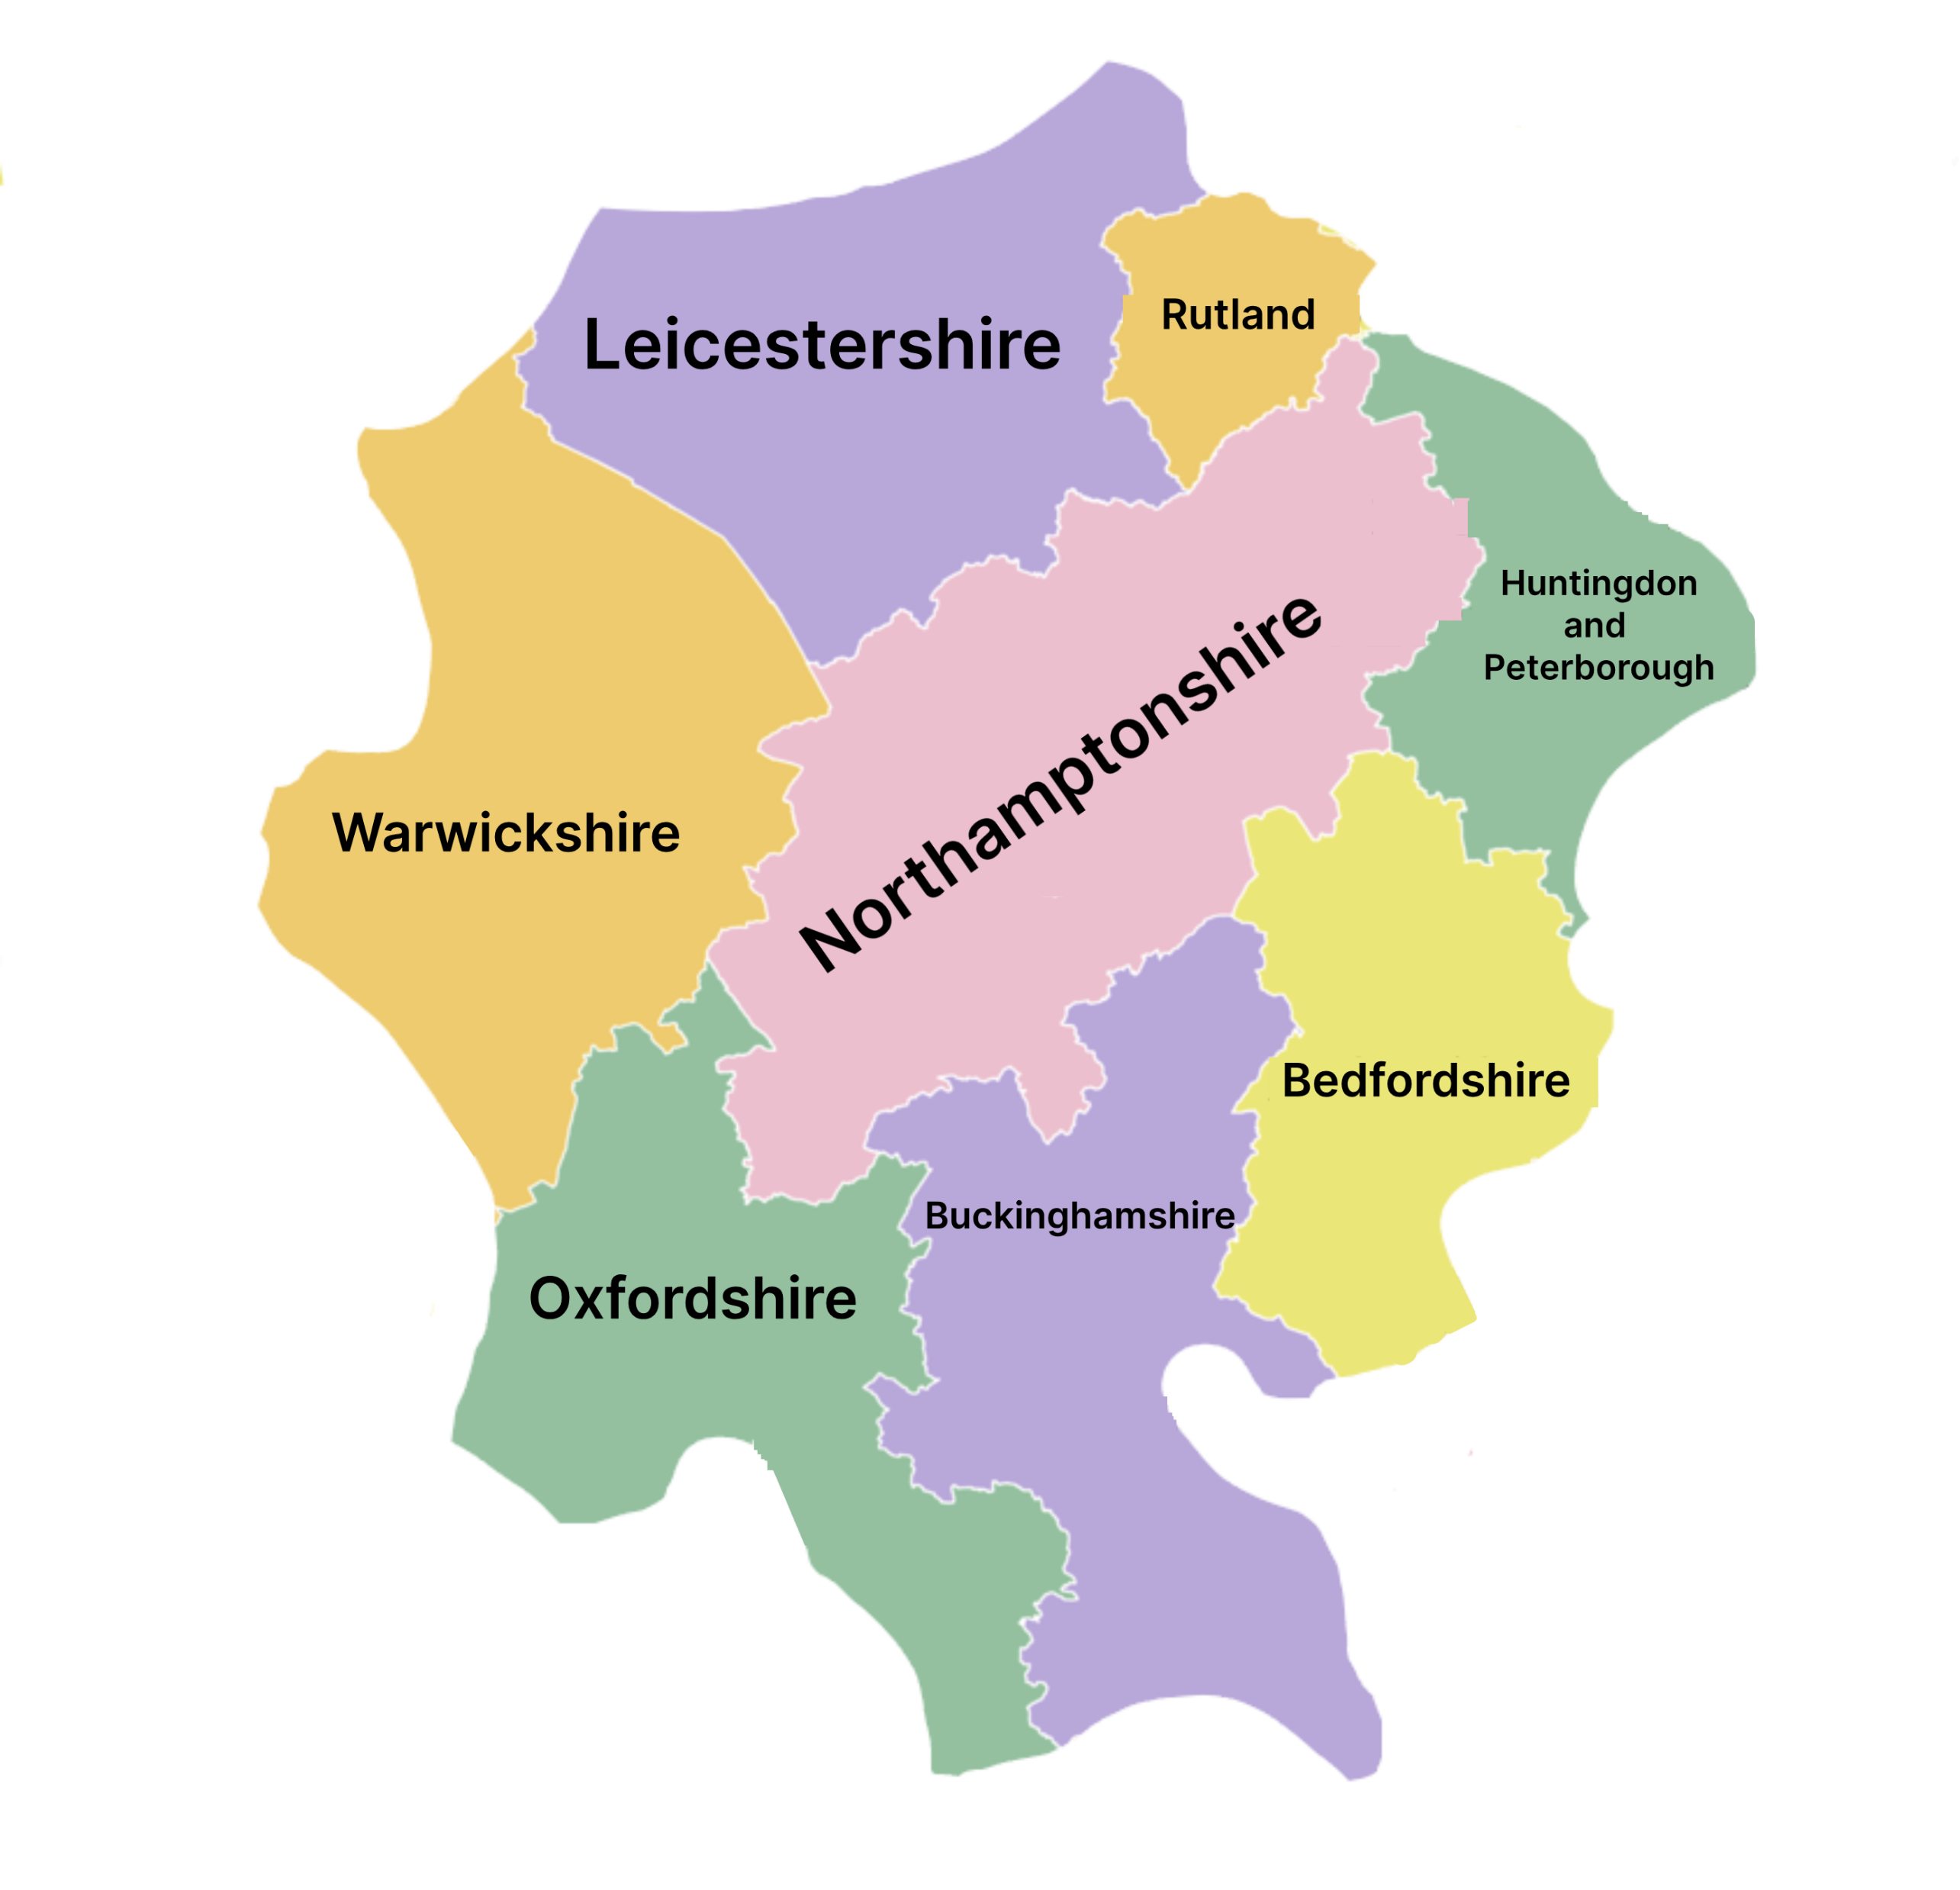 Leicestershire
Rutland
Huntingdon
and
Peterborough
Northamptonshire
Warwickshire
Bedfordshire
Buckinghamshire
Oxfordshire